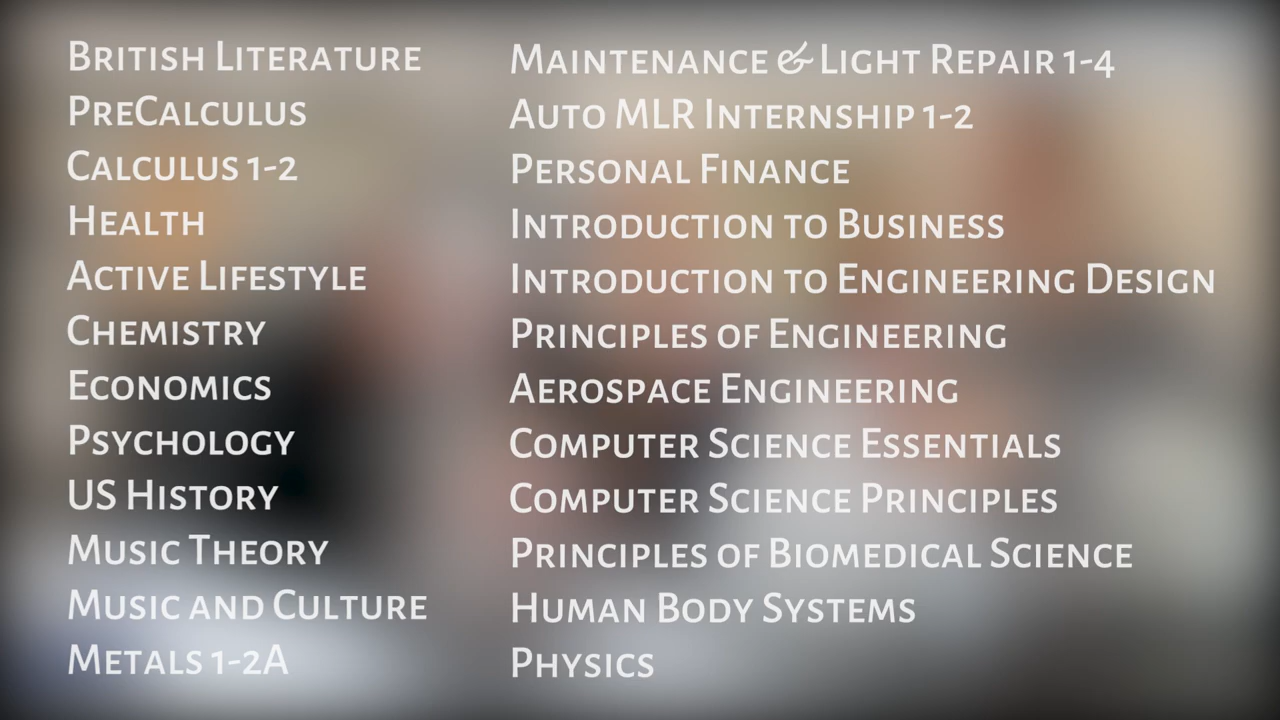 British Literature
PreCalculus
Calculus 1-2
Health
Active Lifestyle
Chemistry
Economics
Psychology
US History
Music Theory
Music and Culture
Metals 1-2A
Maintenance & Light Repair 1-4
Auto MLR Internship 1-2
Personal Finance
Introduction to Business
Introduction to Engineering Design
Principles of Engineering
Aerospace Engineering
Computer Science Essentials
Computer Science Principles
Principles of Biomedical Science
Human Body Systems
Physics